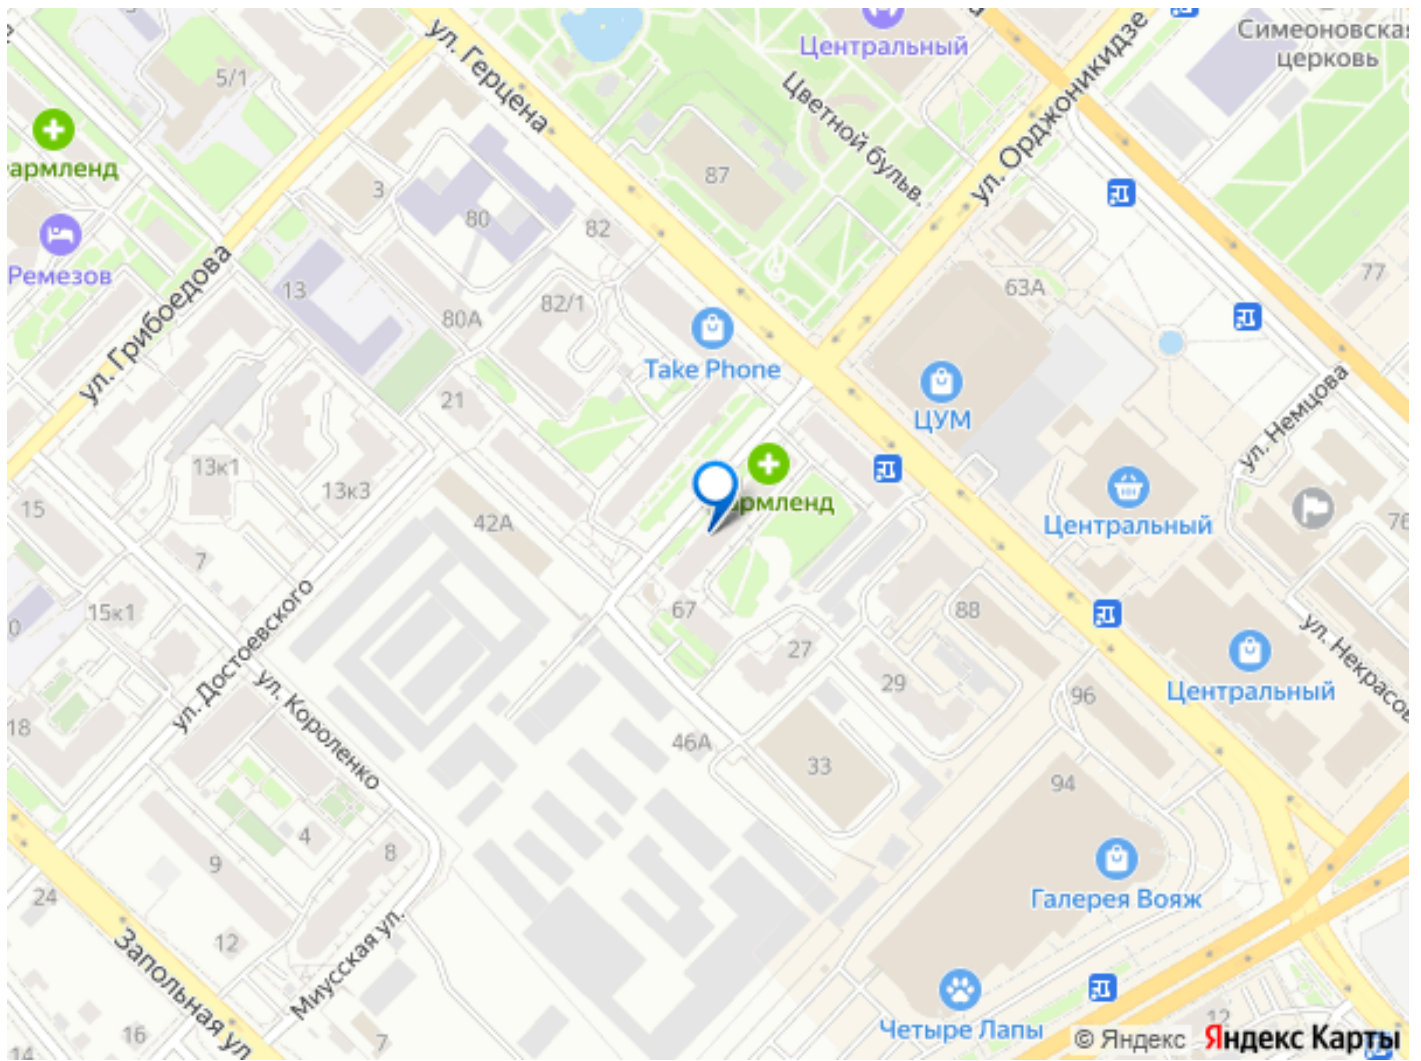 ул. Герцена
Центральный
Симеоновская
церковь
5/1
ул. Орджоникидзе
Цветной бульв.
армленд
87
3
80
82
Ремезов
77
63А
13
82/1
80А
ул. Грибоедова
Take Phone
21
ЦУМ
ул. Немцова
13к1
13к3
15
42А
армленд
Центральный
76
7
15к1
67
88
0
27
ул. Достоевского
ул. Некрасов
29
Центральный
96
18
ул. Короленко
46А
33
94
4
8
9
Галерея Вояж
24
12
Запольная ул.
Миусская ул.
Четыре Лапы
12
16
7
14
© Яндекс
Яндекс Карты